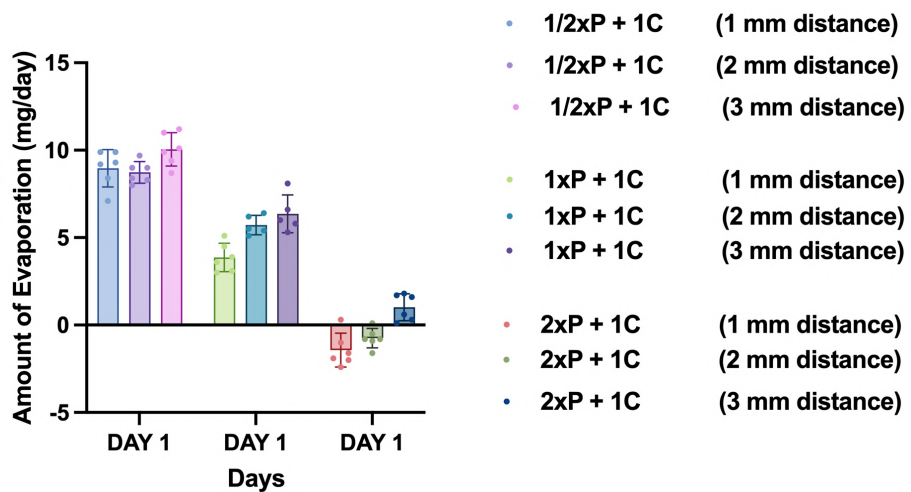 Amount of Evaporation (mg/day)
15
10
5
0
-5
DAY 1 DAY 1 DAY 1
Days
1/2xP + 1C (1 mm distance)
1/2xP + 1C (2 mm distance)
1/2xP + 1C (3 mm distance)
1xP + 1C (1 mm distance)
1xP + 1C (2 mm distance)
1xP + 1C (3 mm distance)
2xP + 1C (1 mm distance)
2xP + 1C (2 mm distance)
2xP + 1C (3 mm distance)